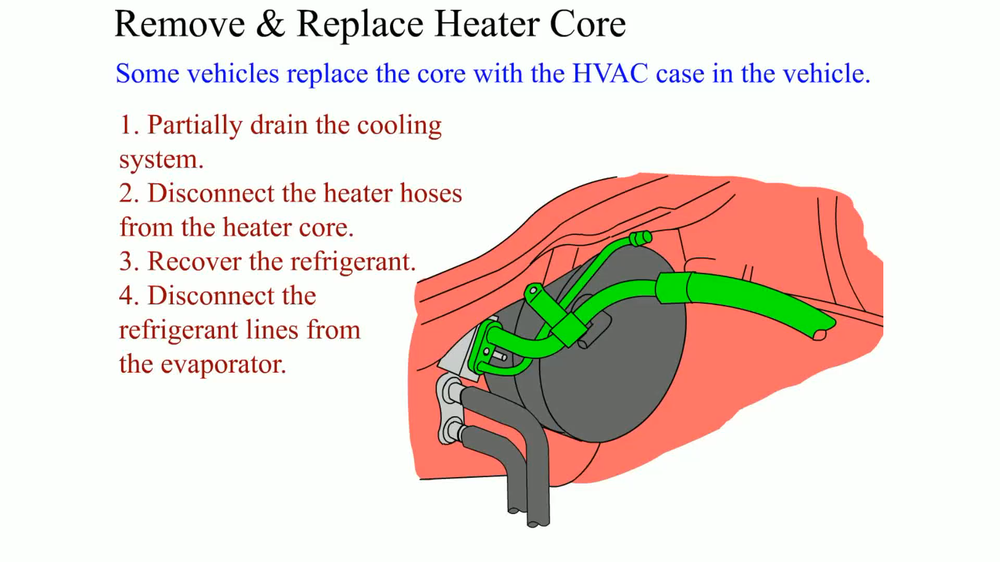 Remove & Replace Heater Core
Some vehicles replace the core with the HVAC case in the vehicle.
1. Partially drain the cooling
system.
2. Disconnect the heater hoses
from the heater core.
3. Recover the refrigerant.
4. Disconnect the
refrigerant lines from
the evaporator.